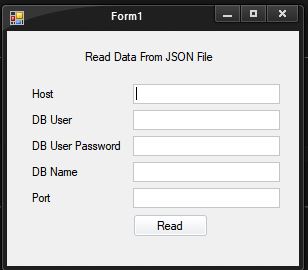 Form1
Read Data From JSON File
Host
DB User
DB User Password
DB Name
Port
Read